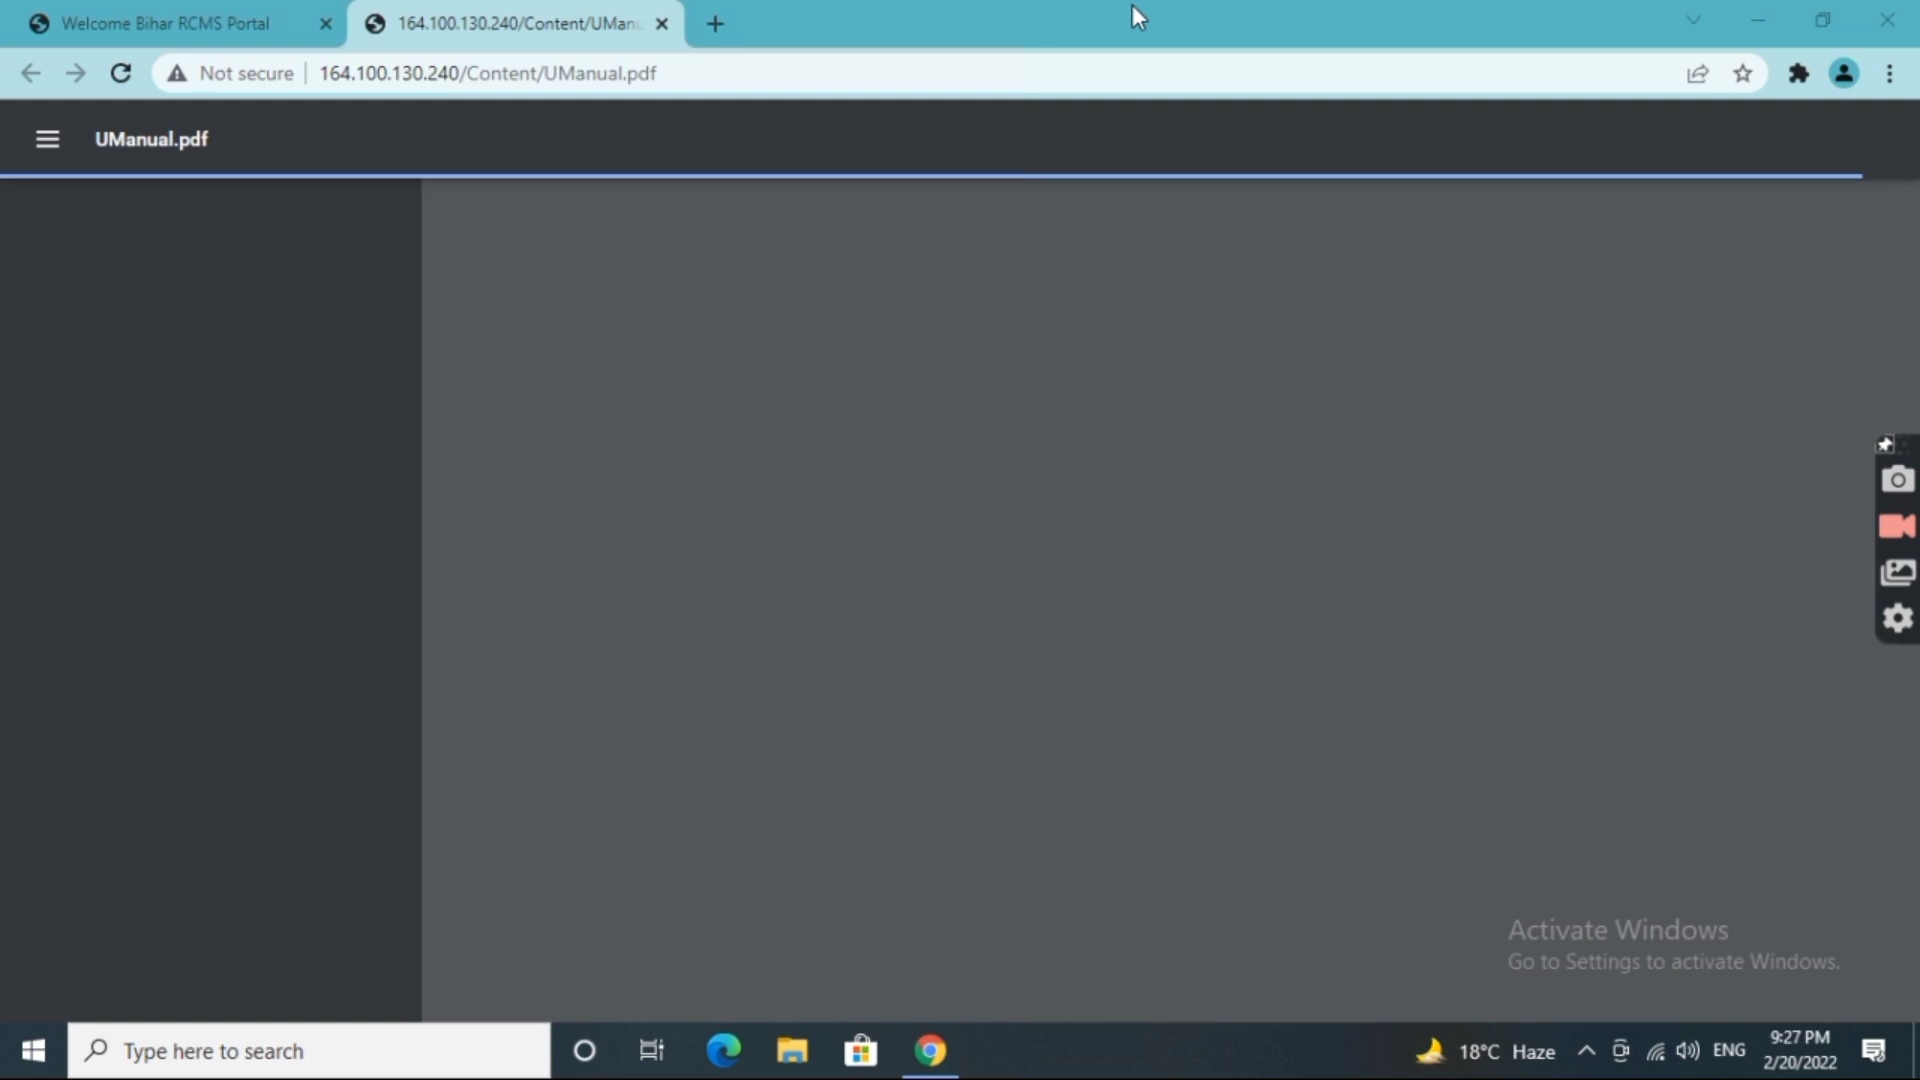 Welcome Bihar RCMS Portal
164.100.130.240/Content/UManu
Not secure
164.100.130.240/Content/UManual.pdf
UManual.pdf
Activate Windows
Go to Settings to activate Windows.
Type here to search
18°C Haze
ENG
9:27 PM
2/20/2022